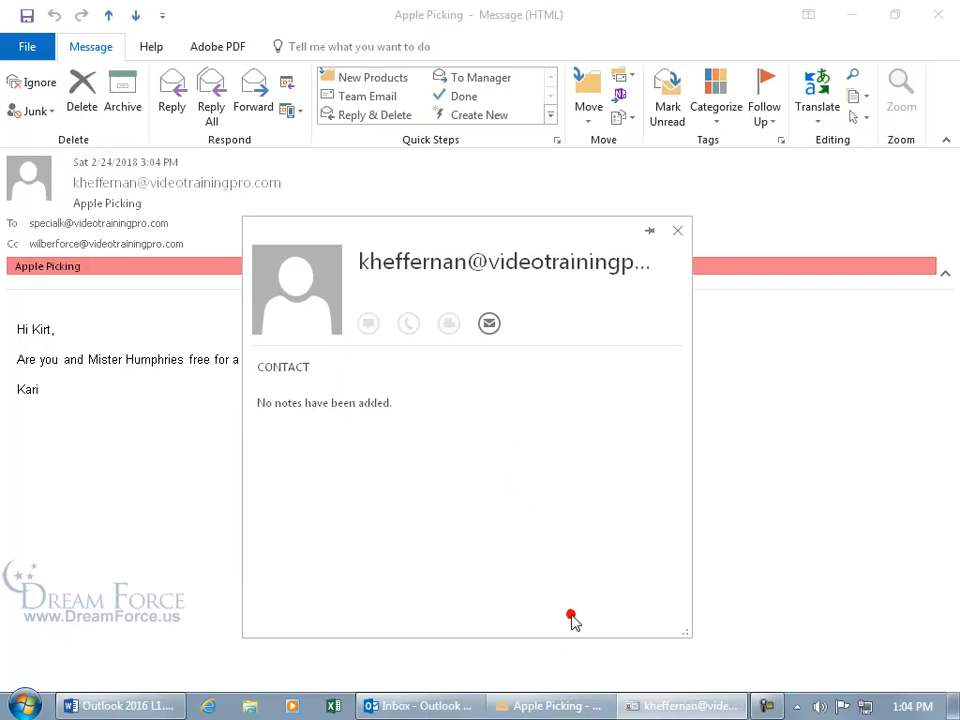 Apple Picking - Message (HTML)
File Message Help Adobe PDF Tell me what you want to do
Ignore
Junk
Delete
Archive
Delete
Reply
Reply All
Forward
Respond
New Products
Team Email
Reply & Delete
To Manager
Done
Create New
Quick Steps
Move
Move
Mark Unread
Categorize
Follow Up
Tags
Translate
Editing
Zoom
Zoom
Sat 2/24/2018 3:04 PM
kheffernan@videotrainingpro.com
Apple Picking
To specialk@videotrainingpro.com
Cc wilberforce@videotrainingpro.com
Apple Picking
Hi Kirt,
Are you and Mister Humphries free for a
Kari
kheffernan@videotrainingp...
CONTACT
No notes have been added.
DREAM FORCE
www.DreamForce.us
Outlook 2016 L1... Inbox - Outlook ... Apple Picking - ... kheffernan@vide... 1:04 PM